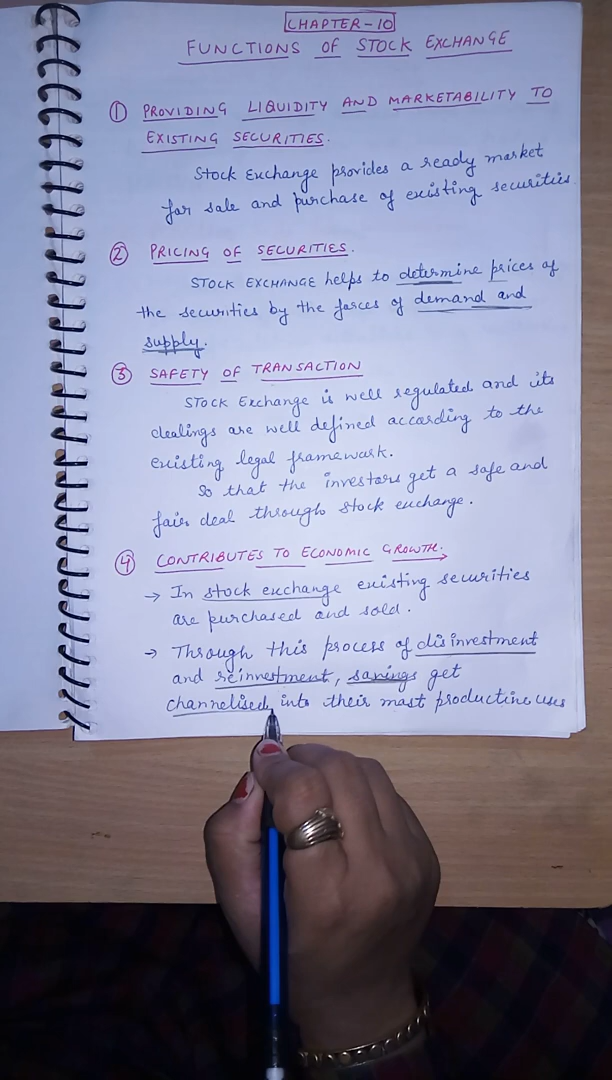 CHAPTER-10
FUNCTIONS OF STOCK EXCHANGE
① PROVIDING LIQUIDITY AND MARKETABILITY TO
EXISTING SECURITIES.
Stock Exchange provides a ready market
for sale and purchase of existing securities.
② PRICING OF SECURITIES.
STOCK EXCHANGE helps to determine prices of
the securities by the forces of demand and
supply.
③ SAFETY OF TRANSACTION
Stock Exchange is well regulated and its
dealings are well defined according to the
existing legal framework.
So that the investors get a safe and
fair deal through stock exchange.
④ CONTRIBUTES TO ECONOMIC GROWTH.
→ In stock exchange existing securities
are purchased and sold.
→ Through this process of disinvestment
and reinvestment, savings get
channelised into their most productive uses